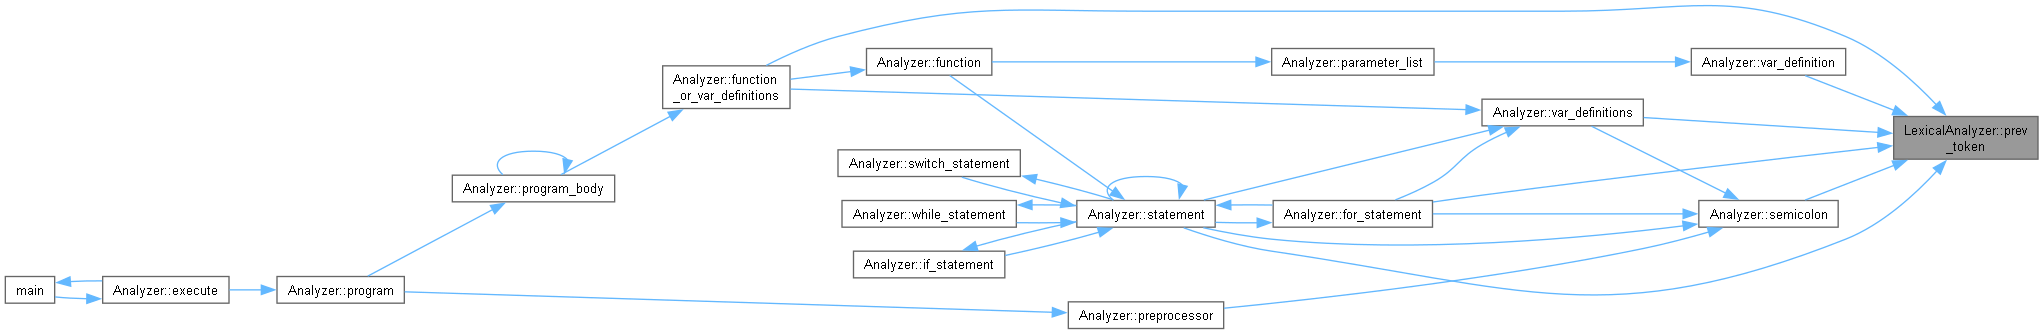 main
Analyzer::execute
Analyzer::program
Analyzer::program_body
Analyzer::function
_or_var_definitions
Analyzer::function
Analyzer::switch_statement
Analyzer::while_statement
Analyzer::if_statement
Analyzer::statement
Analyzer::parameter_list
Analyzer::for_statement
Analyzer::preprocessor
Analyzer::var_definitions
Analyzer::var_definition
Analyzer::semicolon
LexicalAnalyzer::prev
_token